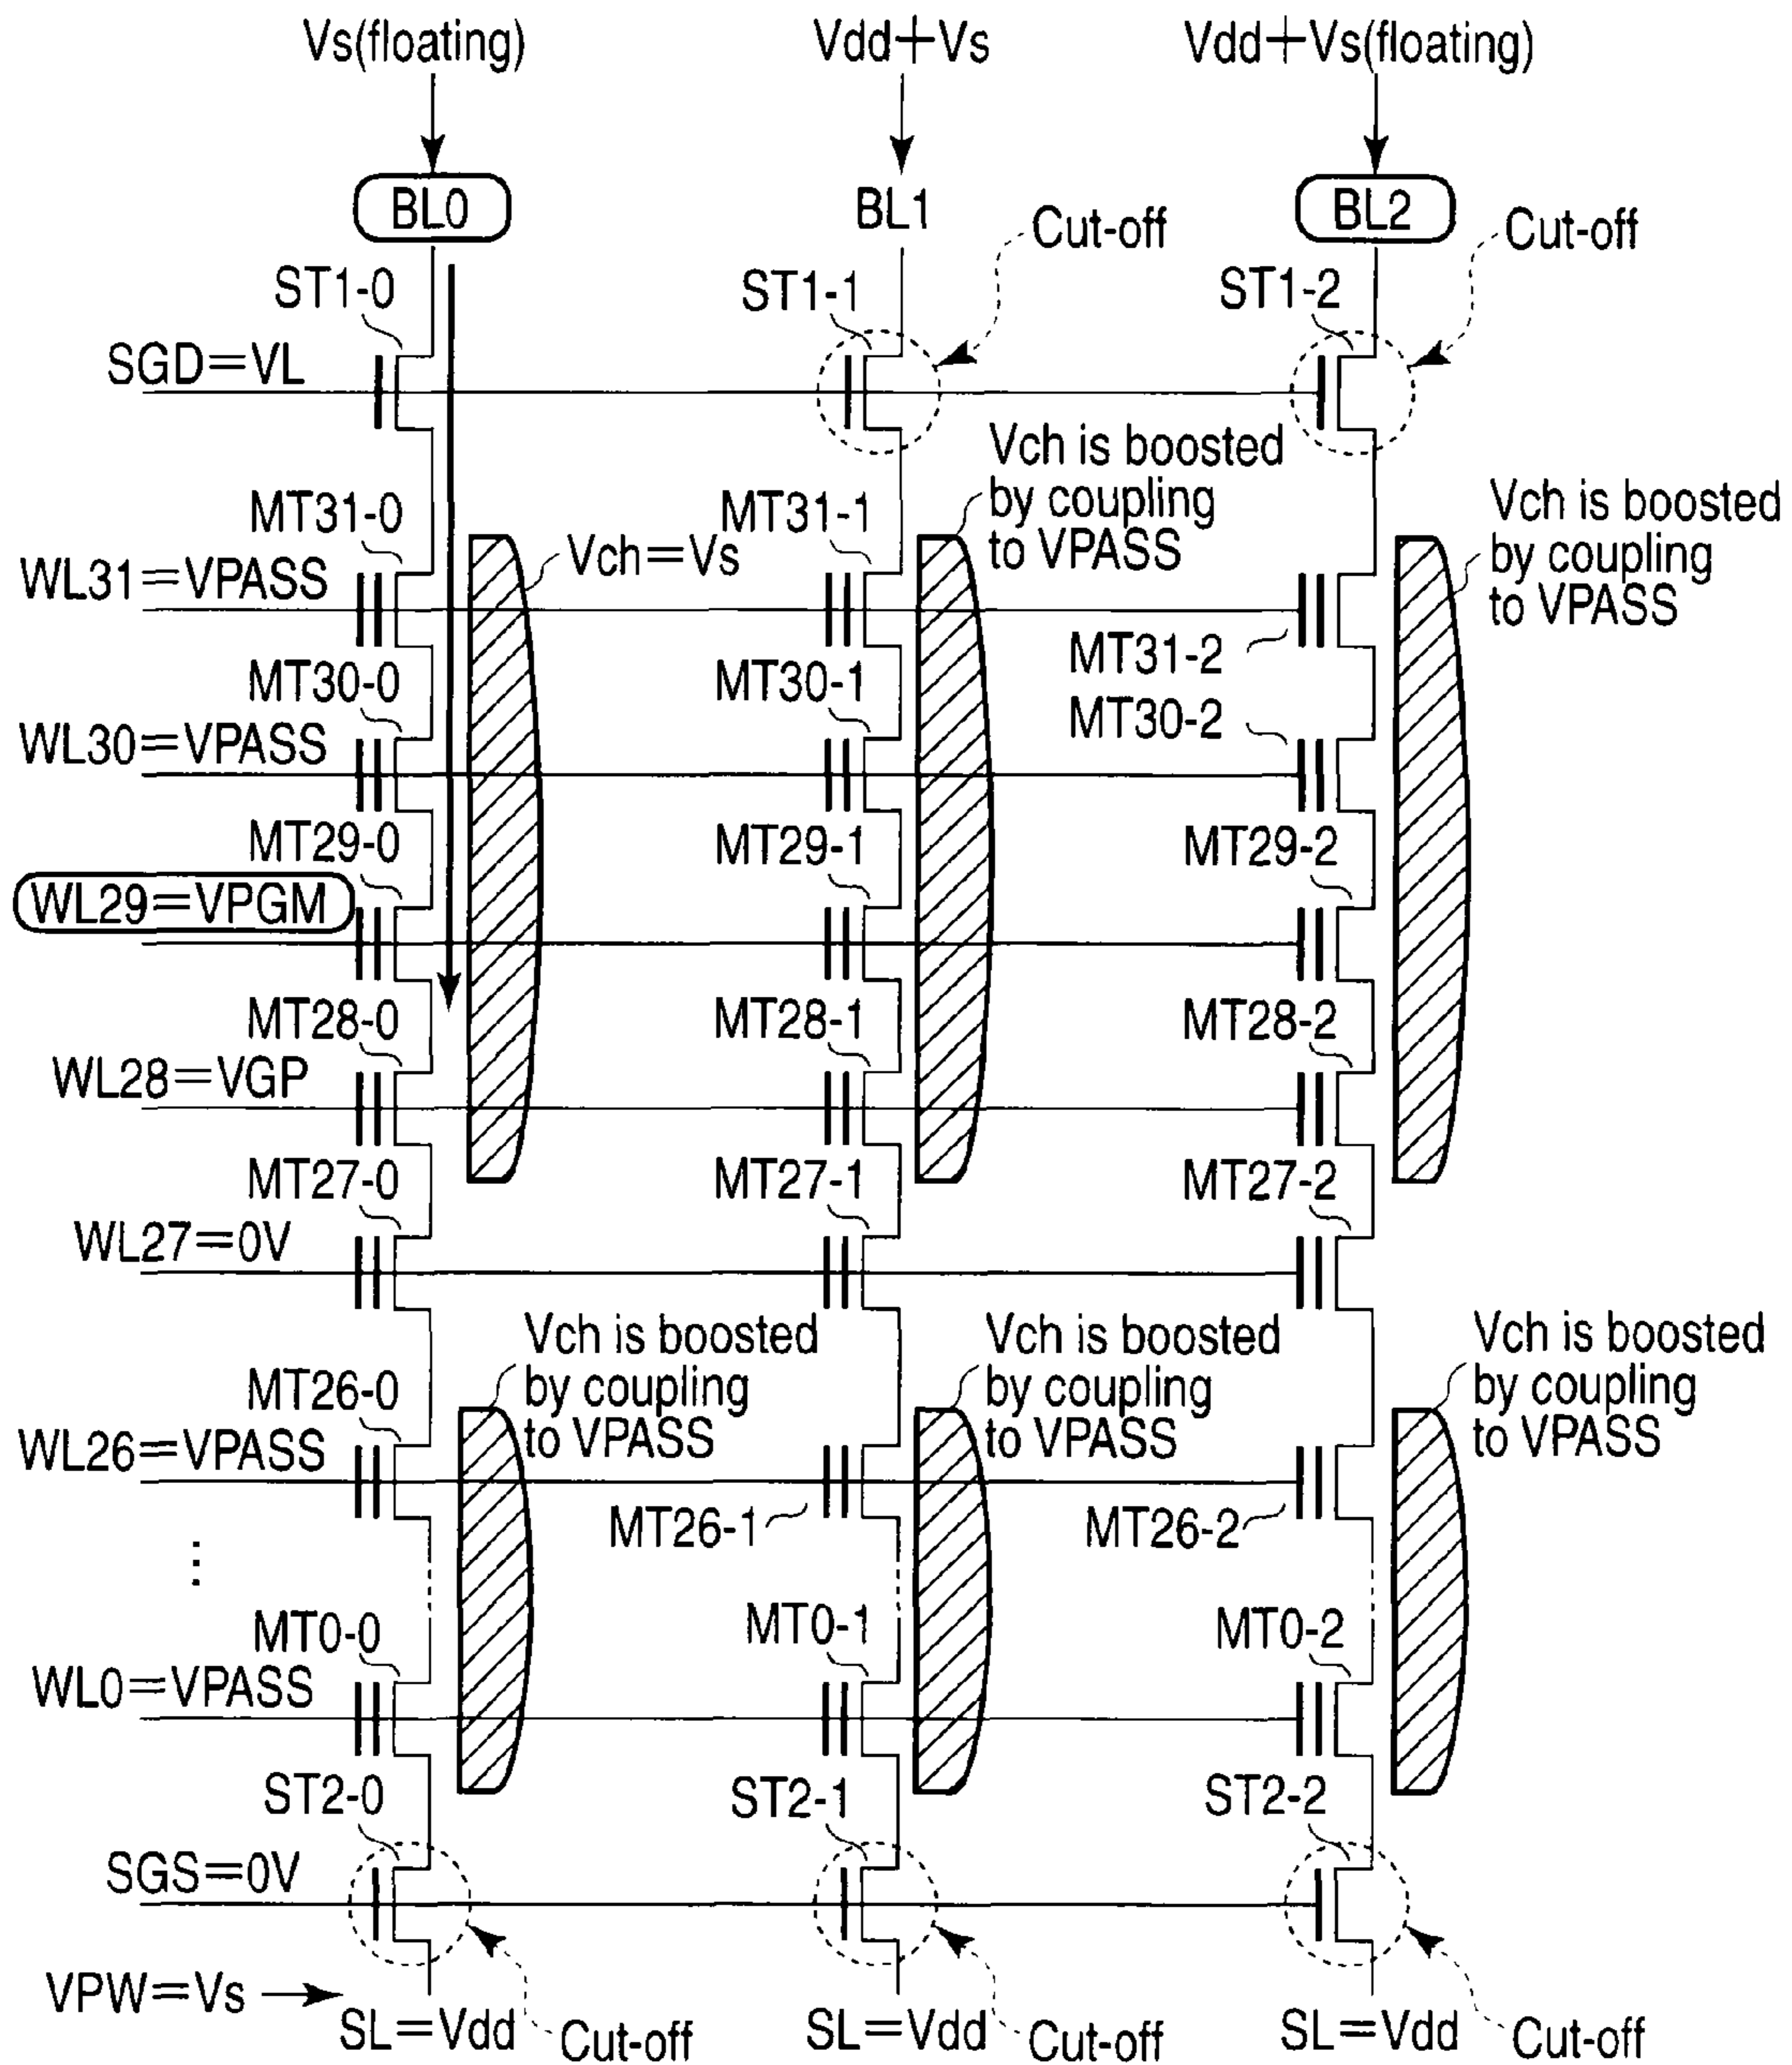 Vs(floating)
Vdd+Vs
Vdd+Vs(floating)
BL0
BL1
BL2
Cut-off
Cut-off
ST1-0
ST1-1
ST1-2
SGD=VL
Vch is boosted
by coupling
to VPASS
Vch is boosted
by coupling
to VPASS
MT31-0
MT31-1
Vch=Vs
WL31=VPASS
MT31-2
MT30-0
MT30-1
MT30-2
WL30=VPASS
MT29-0
MT29-1
MT29-2
WL29=VPGM
MT28-0
MT28-1
MT28-2
WL28=VGP
MT27-0
MT27-1
MT27-2
WL27=0V
Vch is boosted
by coupling
to VPASS
Vch is boosted
by coupling
to VPASS
Vch is boosted
by coupling
to VPASS
MT26-0
WL26=VPASS
MT26-1
MT26-2
⋮
MT0-0
MT0-1
MT0-2
WL0=VPASS
ST2-0
ST2-1
ST2-2
SGS=0V
VPW=Vs
SL=Vdd
Cut-off
SL=Vdd
Cut-off
SL=Vdd
Cut-off